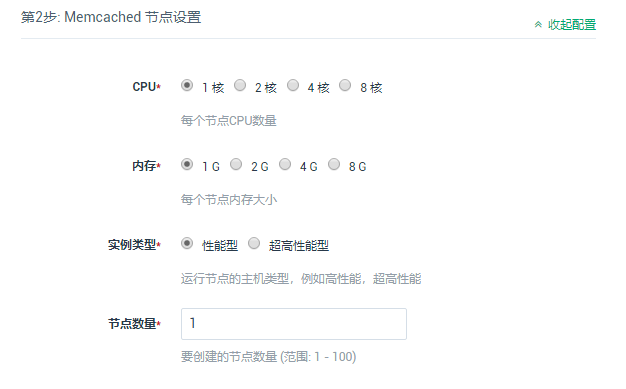 第2步: Memcached 节点设置
收起配置
CPU* 1 核 2 核 4 核 8 核
每个节点CPU数量
内存* 1 G 2 G 4 G 8 G
每个节点内存大小
实例类型* 性能型 超高性能型
运行节点的主机类型，例如高性能，超高性能
节点数量* 1
要创建的节点数量 (范围: 1 - 100)